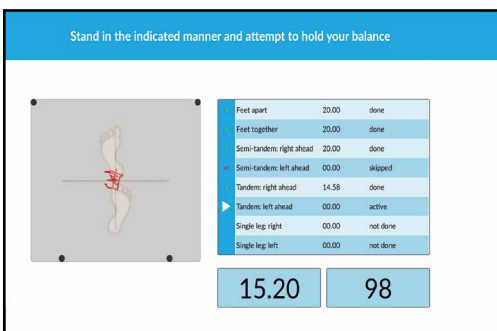 Stand in the indicated manner and attempt to hold your balance
Feet apart 20.00 done
Feet together 20.00 done
Semi-tandem: right ahead 20.00 done
Semi-tandem: left ahead 00.00 skipped
Tandem: right ahead 14.58 done
Tandem: left ahead 00.00 active
Single leg: right 00.00 not done
Single leg: left 00.00 not done
15.20 98